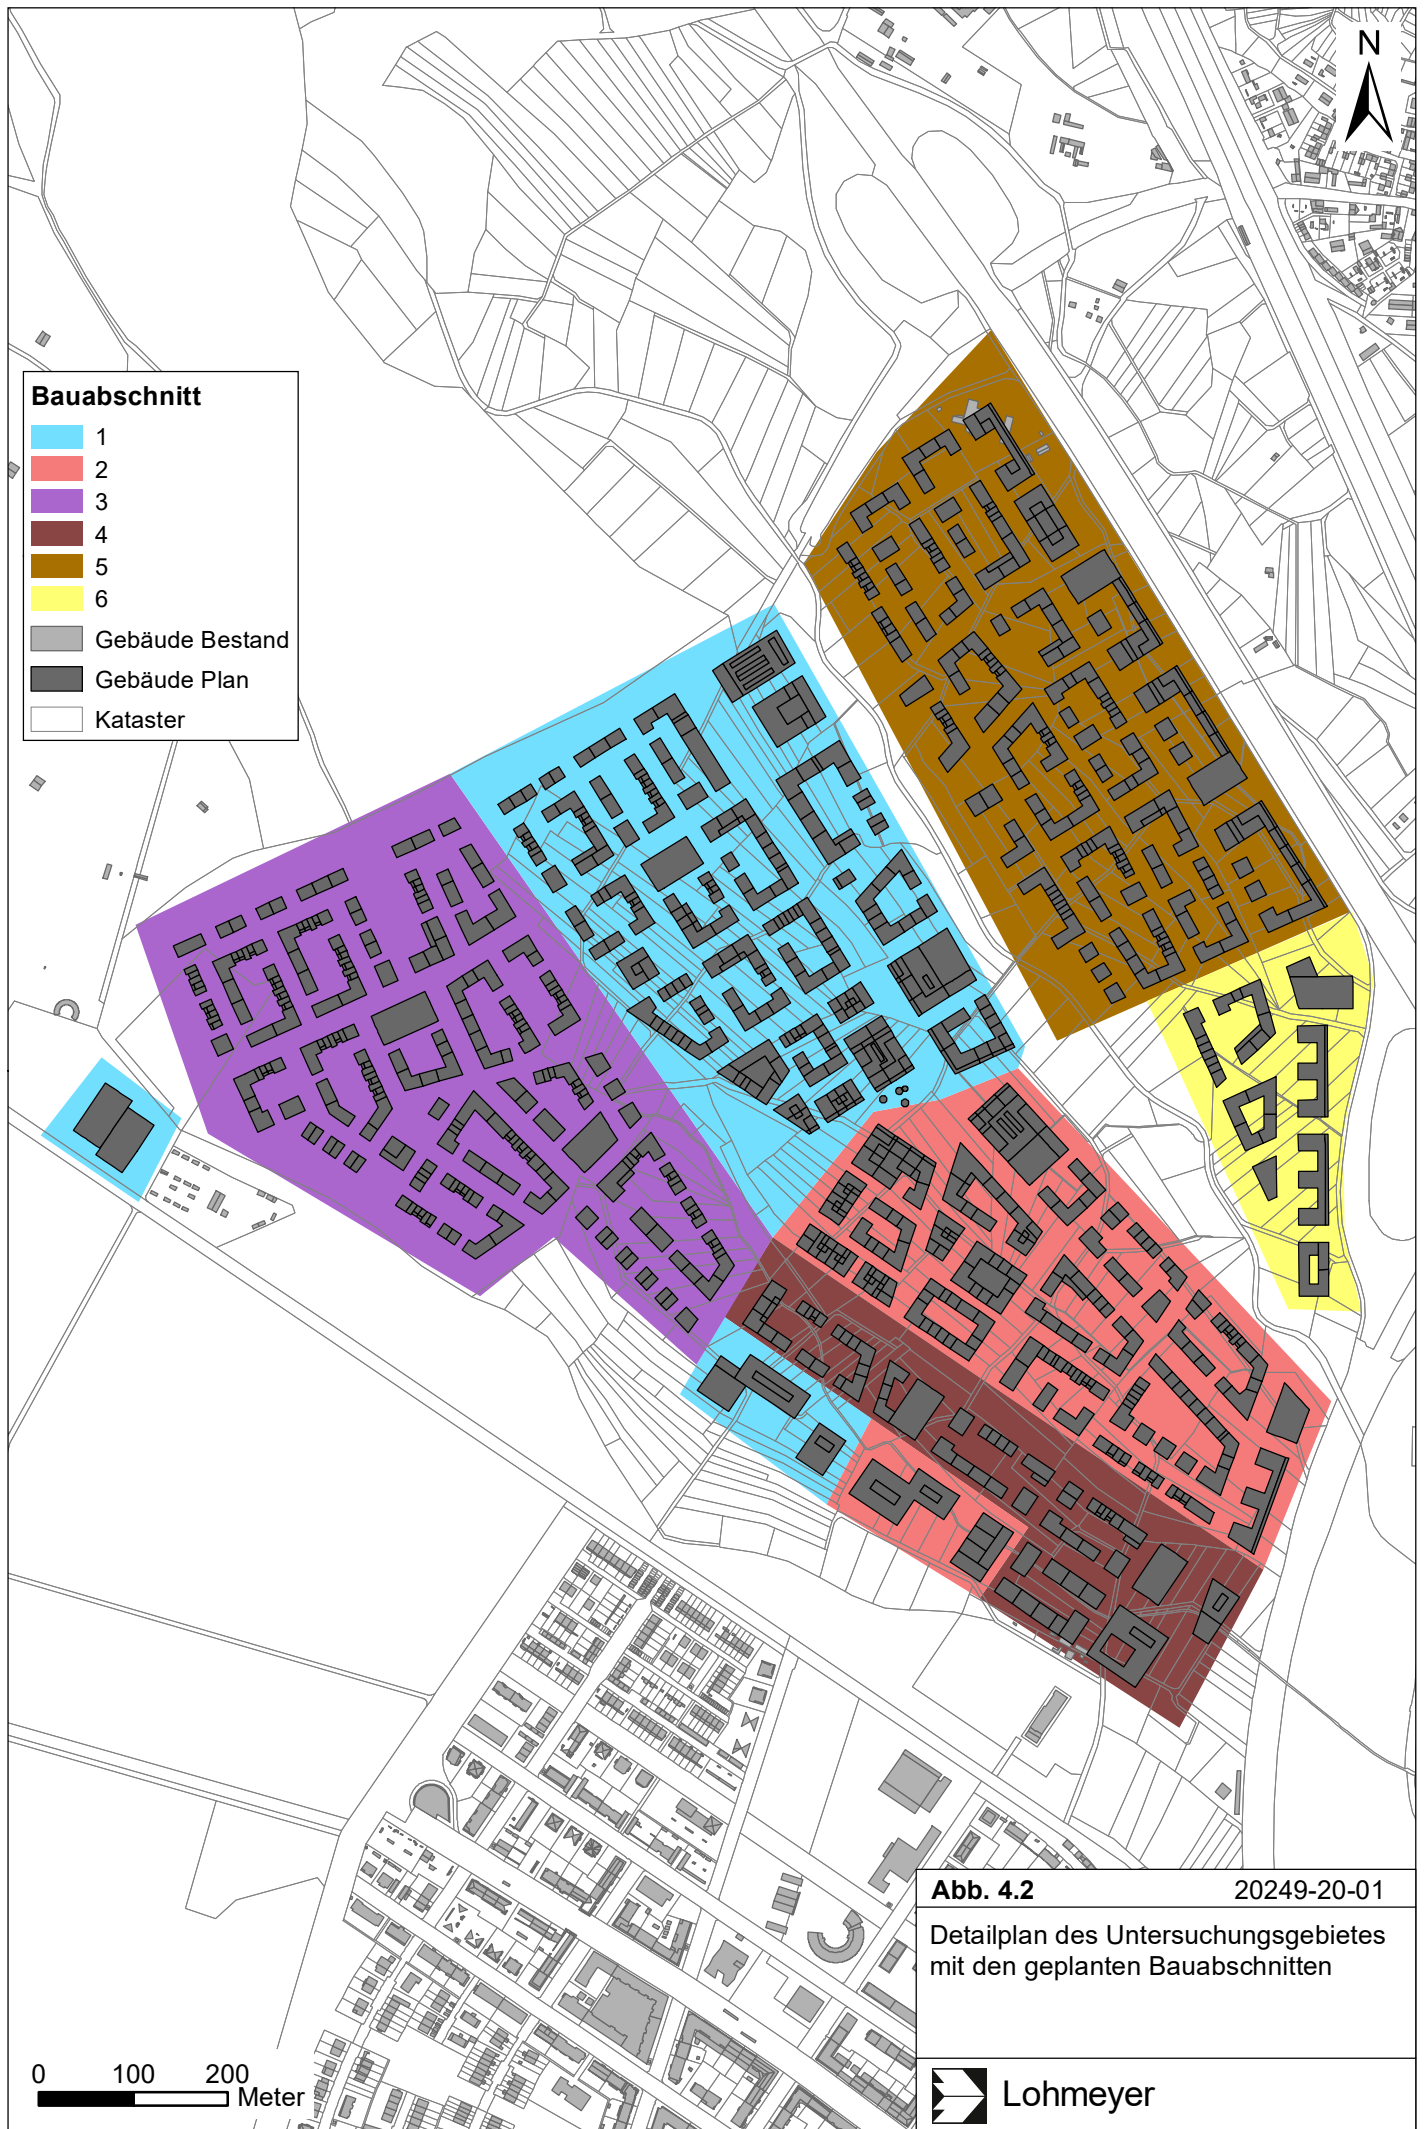 N
Bauabschnitt
1
2
3
4
5
6
Gebäude Bestand
Gebäude Plan
Kataster
Abb. 4.2 20249-20-01
Detailplan des Untersuchungsgebietes
mit den geplanten Bauabschnitten
0 100 200
Meter
Lohmeyer